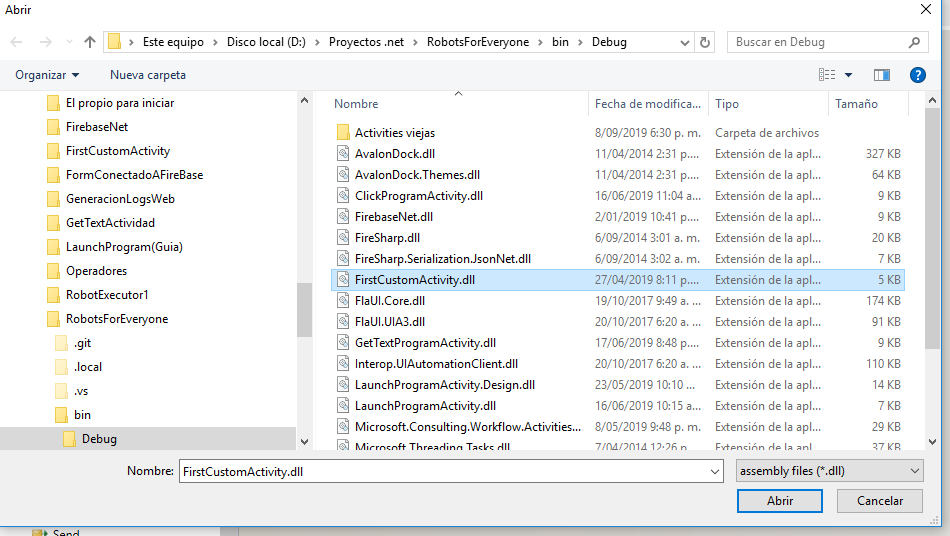 Abrir
Este equipo > Disco local (D:) > Proyectos .net > RobotsForEveryone > bin > Debug
Buscar en Debug
Organizar
Nueva carpeta
El propio para iniciar
FirebaseNet
FirstCustomActivity
FormConectadoAFireBase
GeneracionLogsWeb
GetTextActividad
LaunchProgram(Guia)
Operadores
RobotExecutor1
RobotsForEveryone
.git
.local
.vs
bin
Debug
Nombre Fecha de modifica... Tipo Tamaño
Activities viejas 8/09/2019 6:30 p. m. Carpeta de archivos
AvalonDock.dll 11/04/2014 2:31 p.... Extensión de la apl... 327 KB
AvalonDock.Themes.dll 11/04/2014 2:31 p.... Extensión de la apl... 64 KB
ClickProgramActivity.dll 16/06/2019 11:04 a... Extensión de la apl... 9 KB
FirebaseNet.dll 2/01/2019 10:41 p... Extensión de la apl... 9 KB
FireSharp.dll 6/09/2014 3:01 a. m. Extensión de la apl... 20 KB
FireSharp.Serialization.JsonNet.dll 6/09/2014 3:02 a. m. Extensión de la apl... 7 KB
FirstCustomActivity.dll 27/04/2019 8:11 p.... Extensión de la apl... 5 KB
FlaUI.Core.dll 19/10/2017 9:49 a... Extensión de la apl... 174 KB
FlaUI.UIA3.dll 20/10/2017 6:20 a. ... Extensión de la apl... 91 KB
GetTextProgramActivity.dll 17/06/2019 8:48 p... Extensión de la apl... 9 KB
Interop.UIAutomationClient.dll 20/10/2017 6:20 a. ... Extensión de la apl... 110 KB
LaunchProgramActivity.Design.dll 23/05/2019 10:10 ... Extensión de la apl... 14 KB
LaunchProgramActivity.dll 16/06/2019 10:15 a... Extensión de la apl... 7 KB
Microsoft.Consulting.Workflow.Activities... 8/05/2019 9:48 p. m. Extensión de la apl... 29 KB
Microsoft.Threading.Tasks.dll 7/04/2014 12:26 p... Extensión de la apl... 37 KB
Nombre: FirstCustomActivity.dll assembly files (*.dll)
Abrir Cancelar
Send